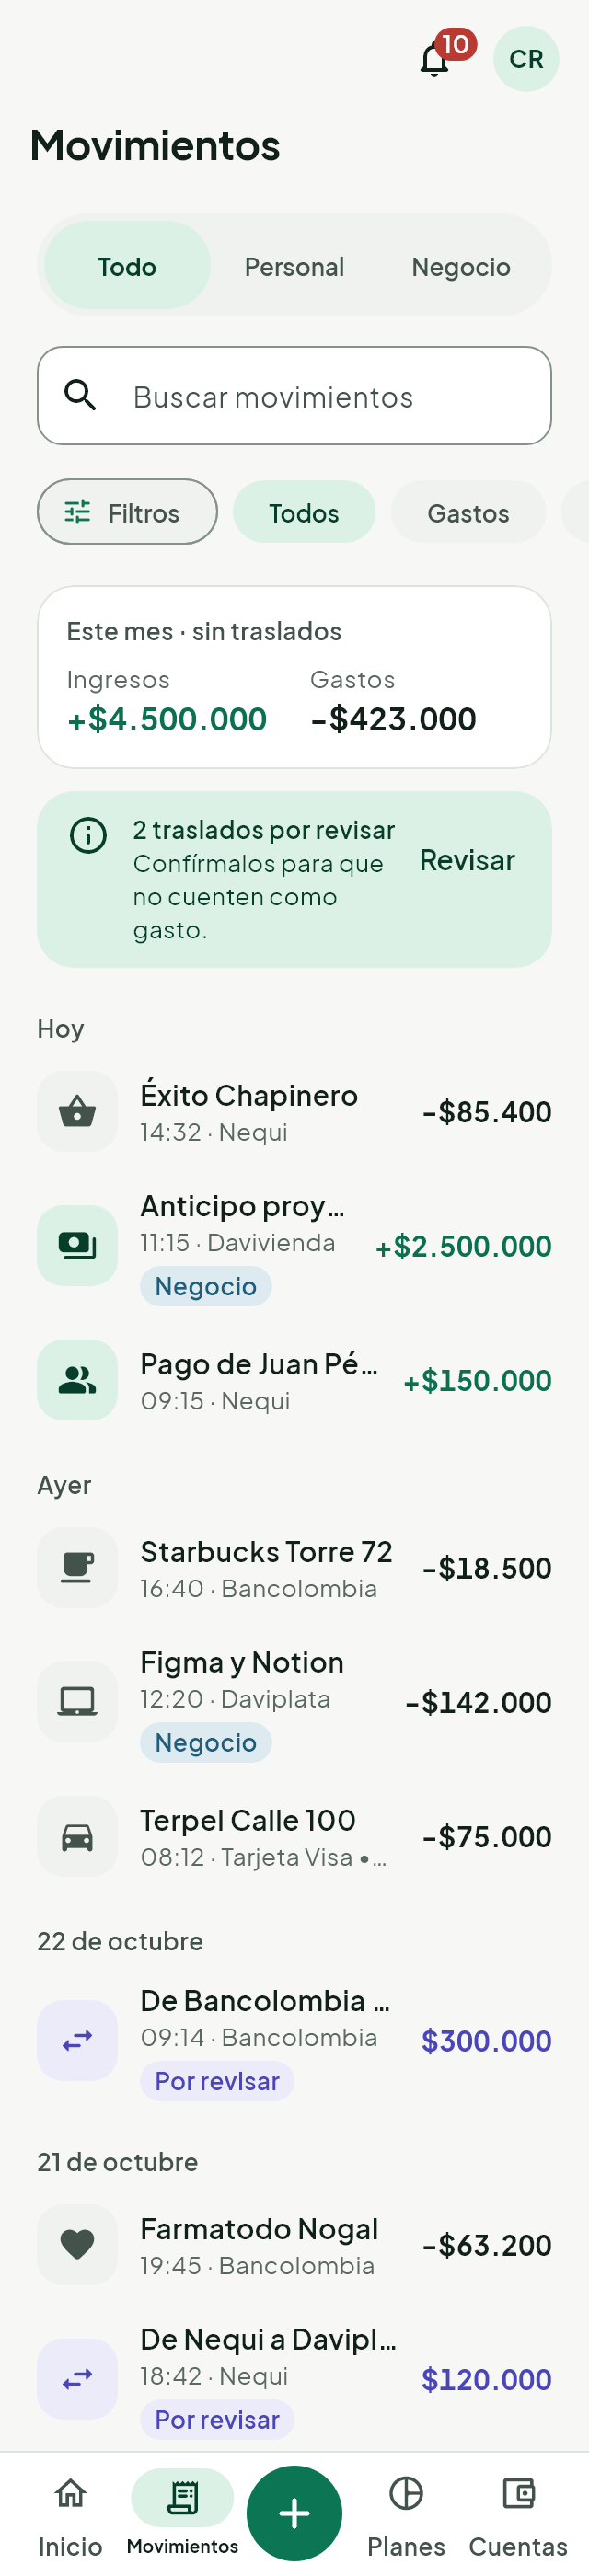 10
CR
Movimientos
Todo
Personal
Negocio
Buscar movimientos
Filtros
Todos
Gastos
Este mes · sin traslados
Ingresos
Gastos
+$4.500.000
-$423.000
2 traslados por revisar
Confírmalos para que
no cuenten como
gasto.
Revisar
Hoy
Éxito Chapinero
14:32 · Nequi
-$85.400
Anticipo proy…
11:15 · Davivienda
Negocio
+$2.500.000
Pago de Juan Pé…
09:15 · Nequi
+$150.000
Ayer
Starbucks Torre 72
16:40 · Bancolombia
-$18.500
Figma y Notion
12:20 · Daviplata
Negocio
-$142.000
Terpel Calle 100
08:12 · Tarjeta Visa •…
-$75.000
22 de octubre
De Bancolombia …
09:14 · Bancolombia
Por revisar
$300.000
21 de octubre
Farmatodo Nogal
19:45 · Bancolombia
-$63.200
De Nequi a Davipl…
18:42 · Nequi
Por revisar
$120.000
Inicio
Movimientos
Planes
Cuentas